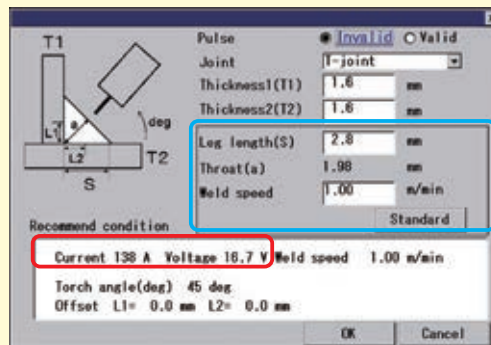 T1
Pulse Invalid Valid
Joint T-joint
Thickness1(T1) 1.6 mm
Thickness2(T2) 1.6 mm
a deg
L1
L2 T2
S
Leg length(S) 2.8 mm
Throat(a) 1.98 mm
Weld speed 1.00 m/min
Standard
Recommend condition
Current 138 A Voltage 16.7 V Weld speed 1.00 m/min
Torch angle(deg) 45 deg
Offset L1= 0.0 mm L2= 0.0 mm
OK Cancel